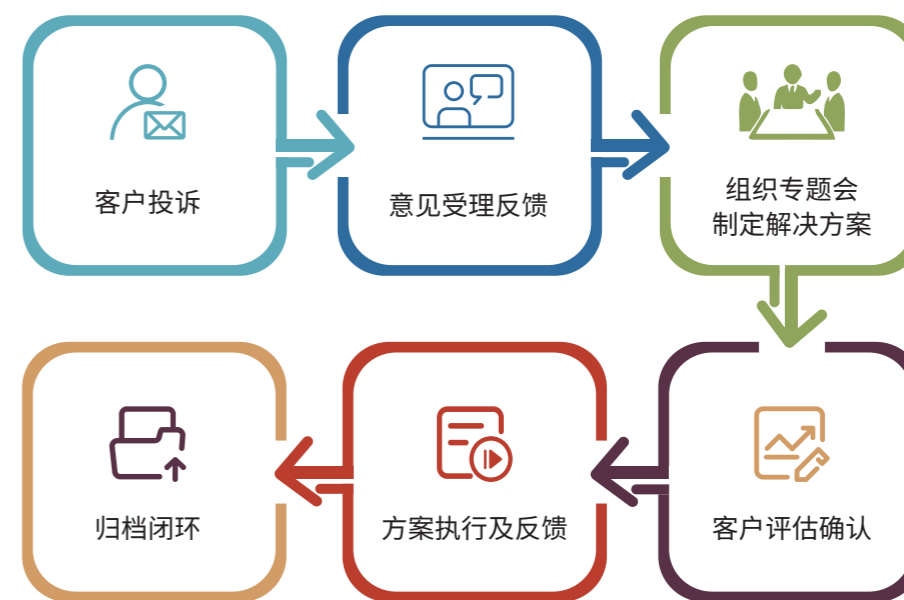 客户投诉
意见受理反馈
组织专题会
制定解决方案
客户评估确认
方案执行及反馈
归档闭环